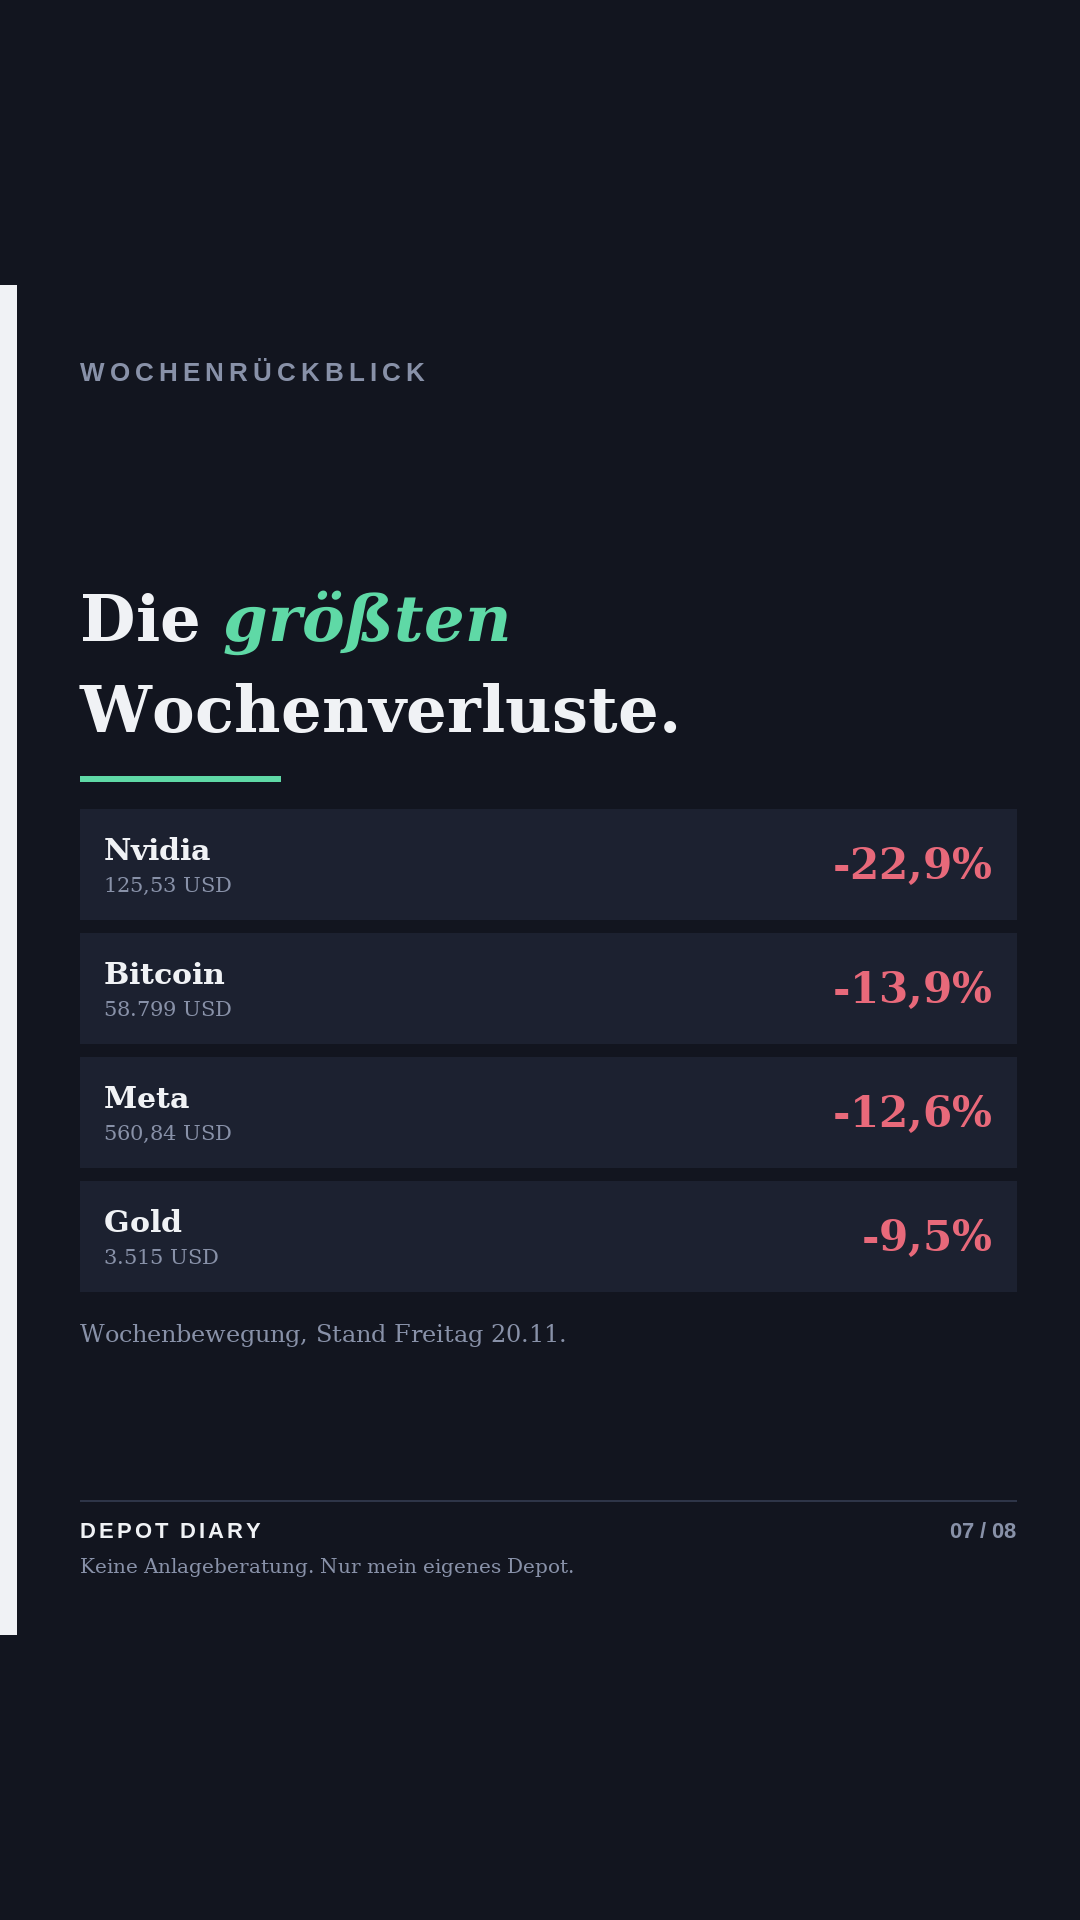 WOCHENRÜCKBLICK
Die größten
Wochenverluste.
Nvidia
125,53 USD
-22,9%
Bitcoin
58.799 USD
-13,9%
Meta
560,84 USD
-12,6%
Gold
3.515 USD
-9,5%
Wochenbewegung, Stand Freitag 20.11.
DEPOT DIARY
07 / 08
Keine Anlageberatung. Nur mein eigenes Depot.